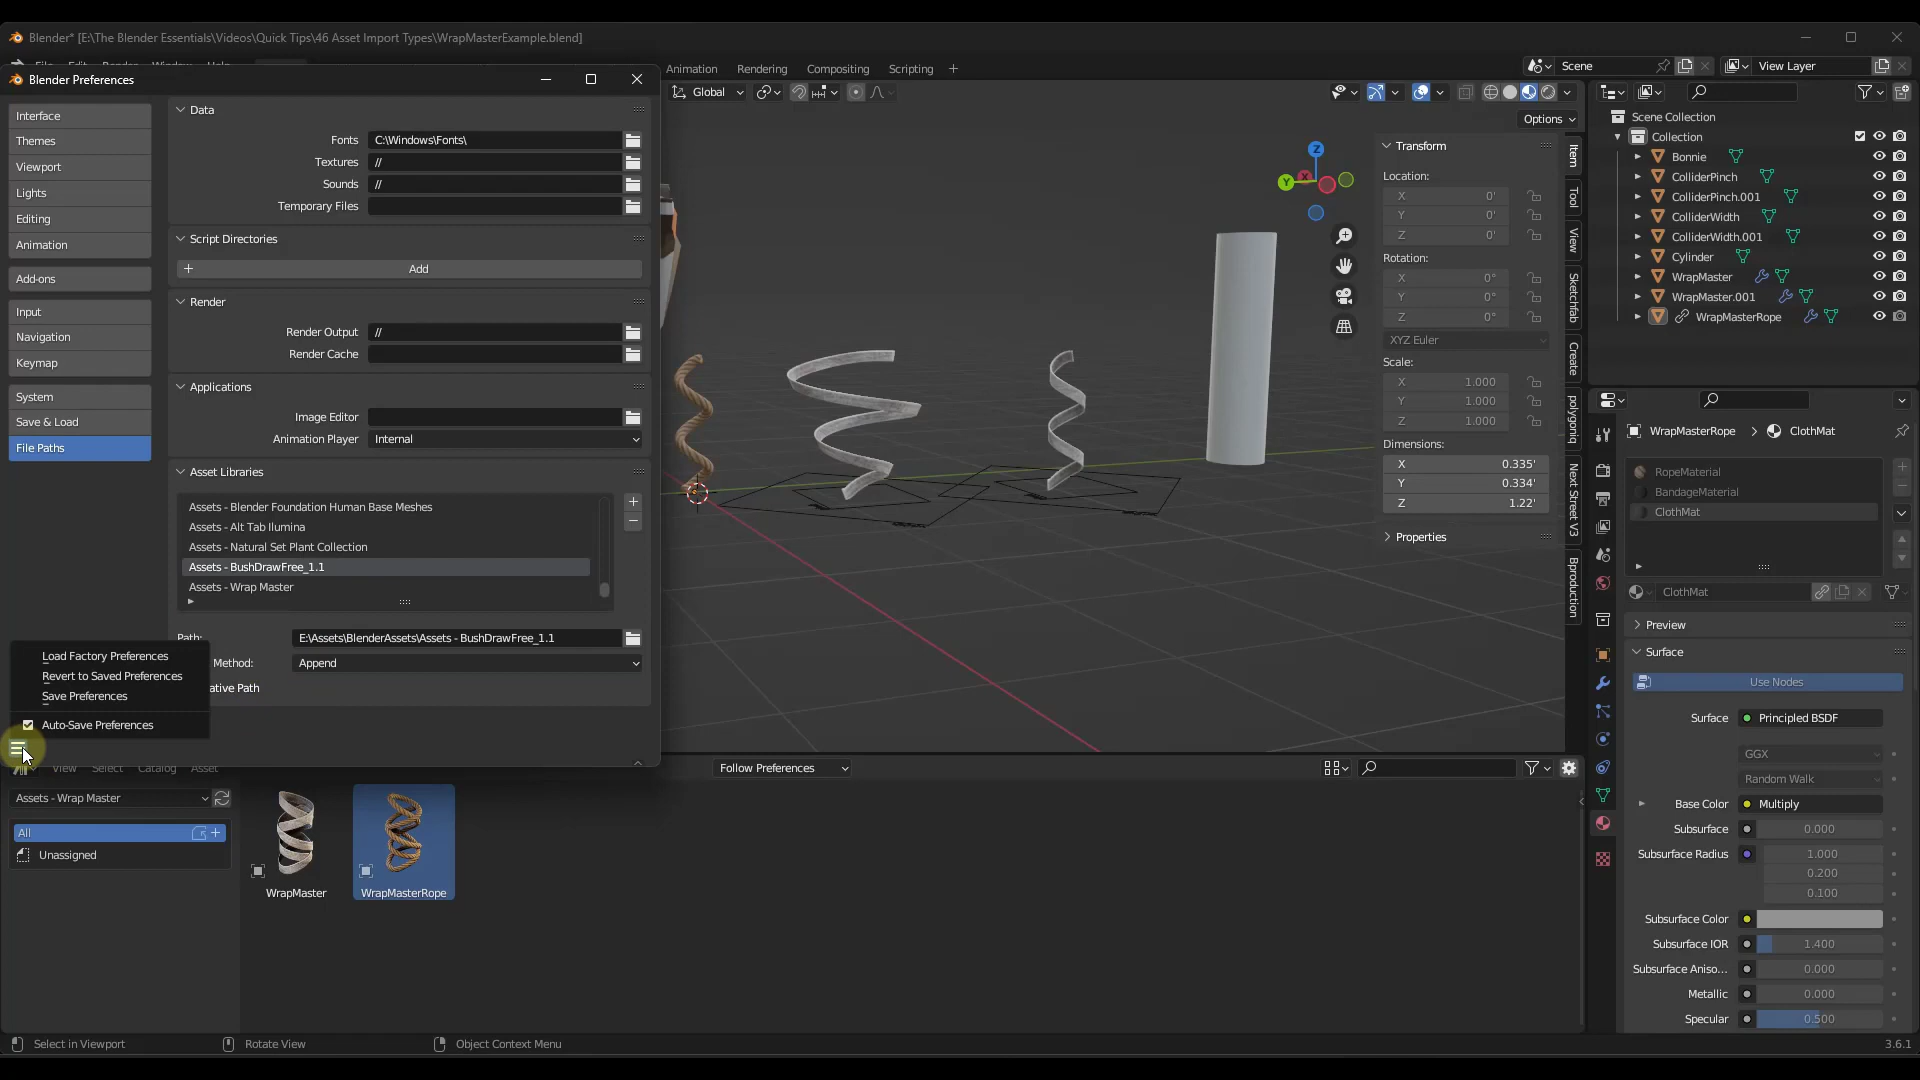 Blender* [E:\The Blender Essentials\Videos\Quick Tips\46 Asset Import Types\WrapMasterExample.blend]
Blender Preferences
Animation
Rendering
Compositing
Scripting
Scene
View Layer
Global
Options
Interface
Themes
Viewport
Lights
Editing
Animation
Add-ons
Input
Navigation
Keymap
System
Save & Load
File Paths
Data
Fonts C:\Windows\Fonts\
Textures //
Sounds //
Temporary Files
Script Directories
Add
Render
Render Output //
Render Cache
Applications
Image Editor
Animation Player Internal
Asset Libraries
Assets - Blender Foundation Human Base Meshes
Assets - Alt Tab Ilumina
Assets - Natural Set Plant Collection
Assets - BushDrawFree_1.1
Assets - Wrap Master
Path: E:\Assets\BlenderAssets\Assets - BushDrawFree_1.1
Method: Append
ative Path
Load Factory Preferences
Revert to Saved Preferences
Save Preferences
Auto-Save Preferences
Z
X
Y
Transform
Location:
X 0'
Y 0'
Z 0'
Rotation:
X 0°
Y 0°
Z 0°
XYZ Euler
Scale:
X 1.000
Y 1.000
Z 1.000
Dimensions:
X 0.335'
Y 0.334'
Z 1.22'
Properties
Item
Tool
View
Sketchfab
Create
polygoniq
Next Street V3
Bproduction
Scene Collection
Collection
Bonnie
ColliderPinch
ColliderPinch.001
ColliderWidth
ColliderWidth.001
Cylinder
WrapMaster
WrapMaster.001
WrapMasterRope
WrapMasterRope > ClothMat
RopeMaterial
BandageMaterial
ClothMat
ClothMat
Preview
Surface
Use Nodes
Surface Principled BSDF
GGX
Random Walk
Base Color Multiply
Subsurface 0.000
Subsurface Radius 1.000
0.200
0.100
Subsurface Color
Subsurface IOR 1.400
Subsurface Aniso... 0.000
Metallic 0.000
Specular 0.500
View Select Catalog Asset
Follow Preferences
Assets - Wrap Master
All
Unassigned
WrapMaster
WrapMasterRope
Select in Viewport
Rotate View
Object Context Menu
3.6.1